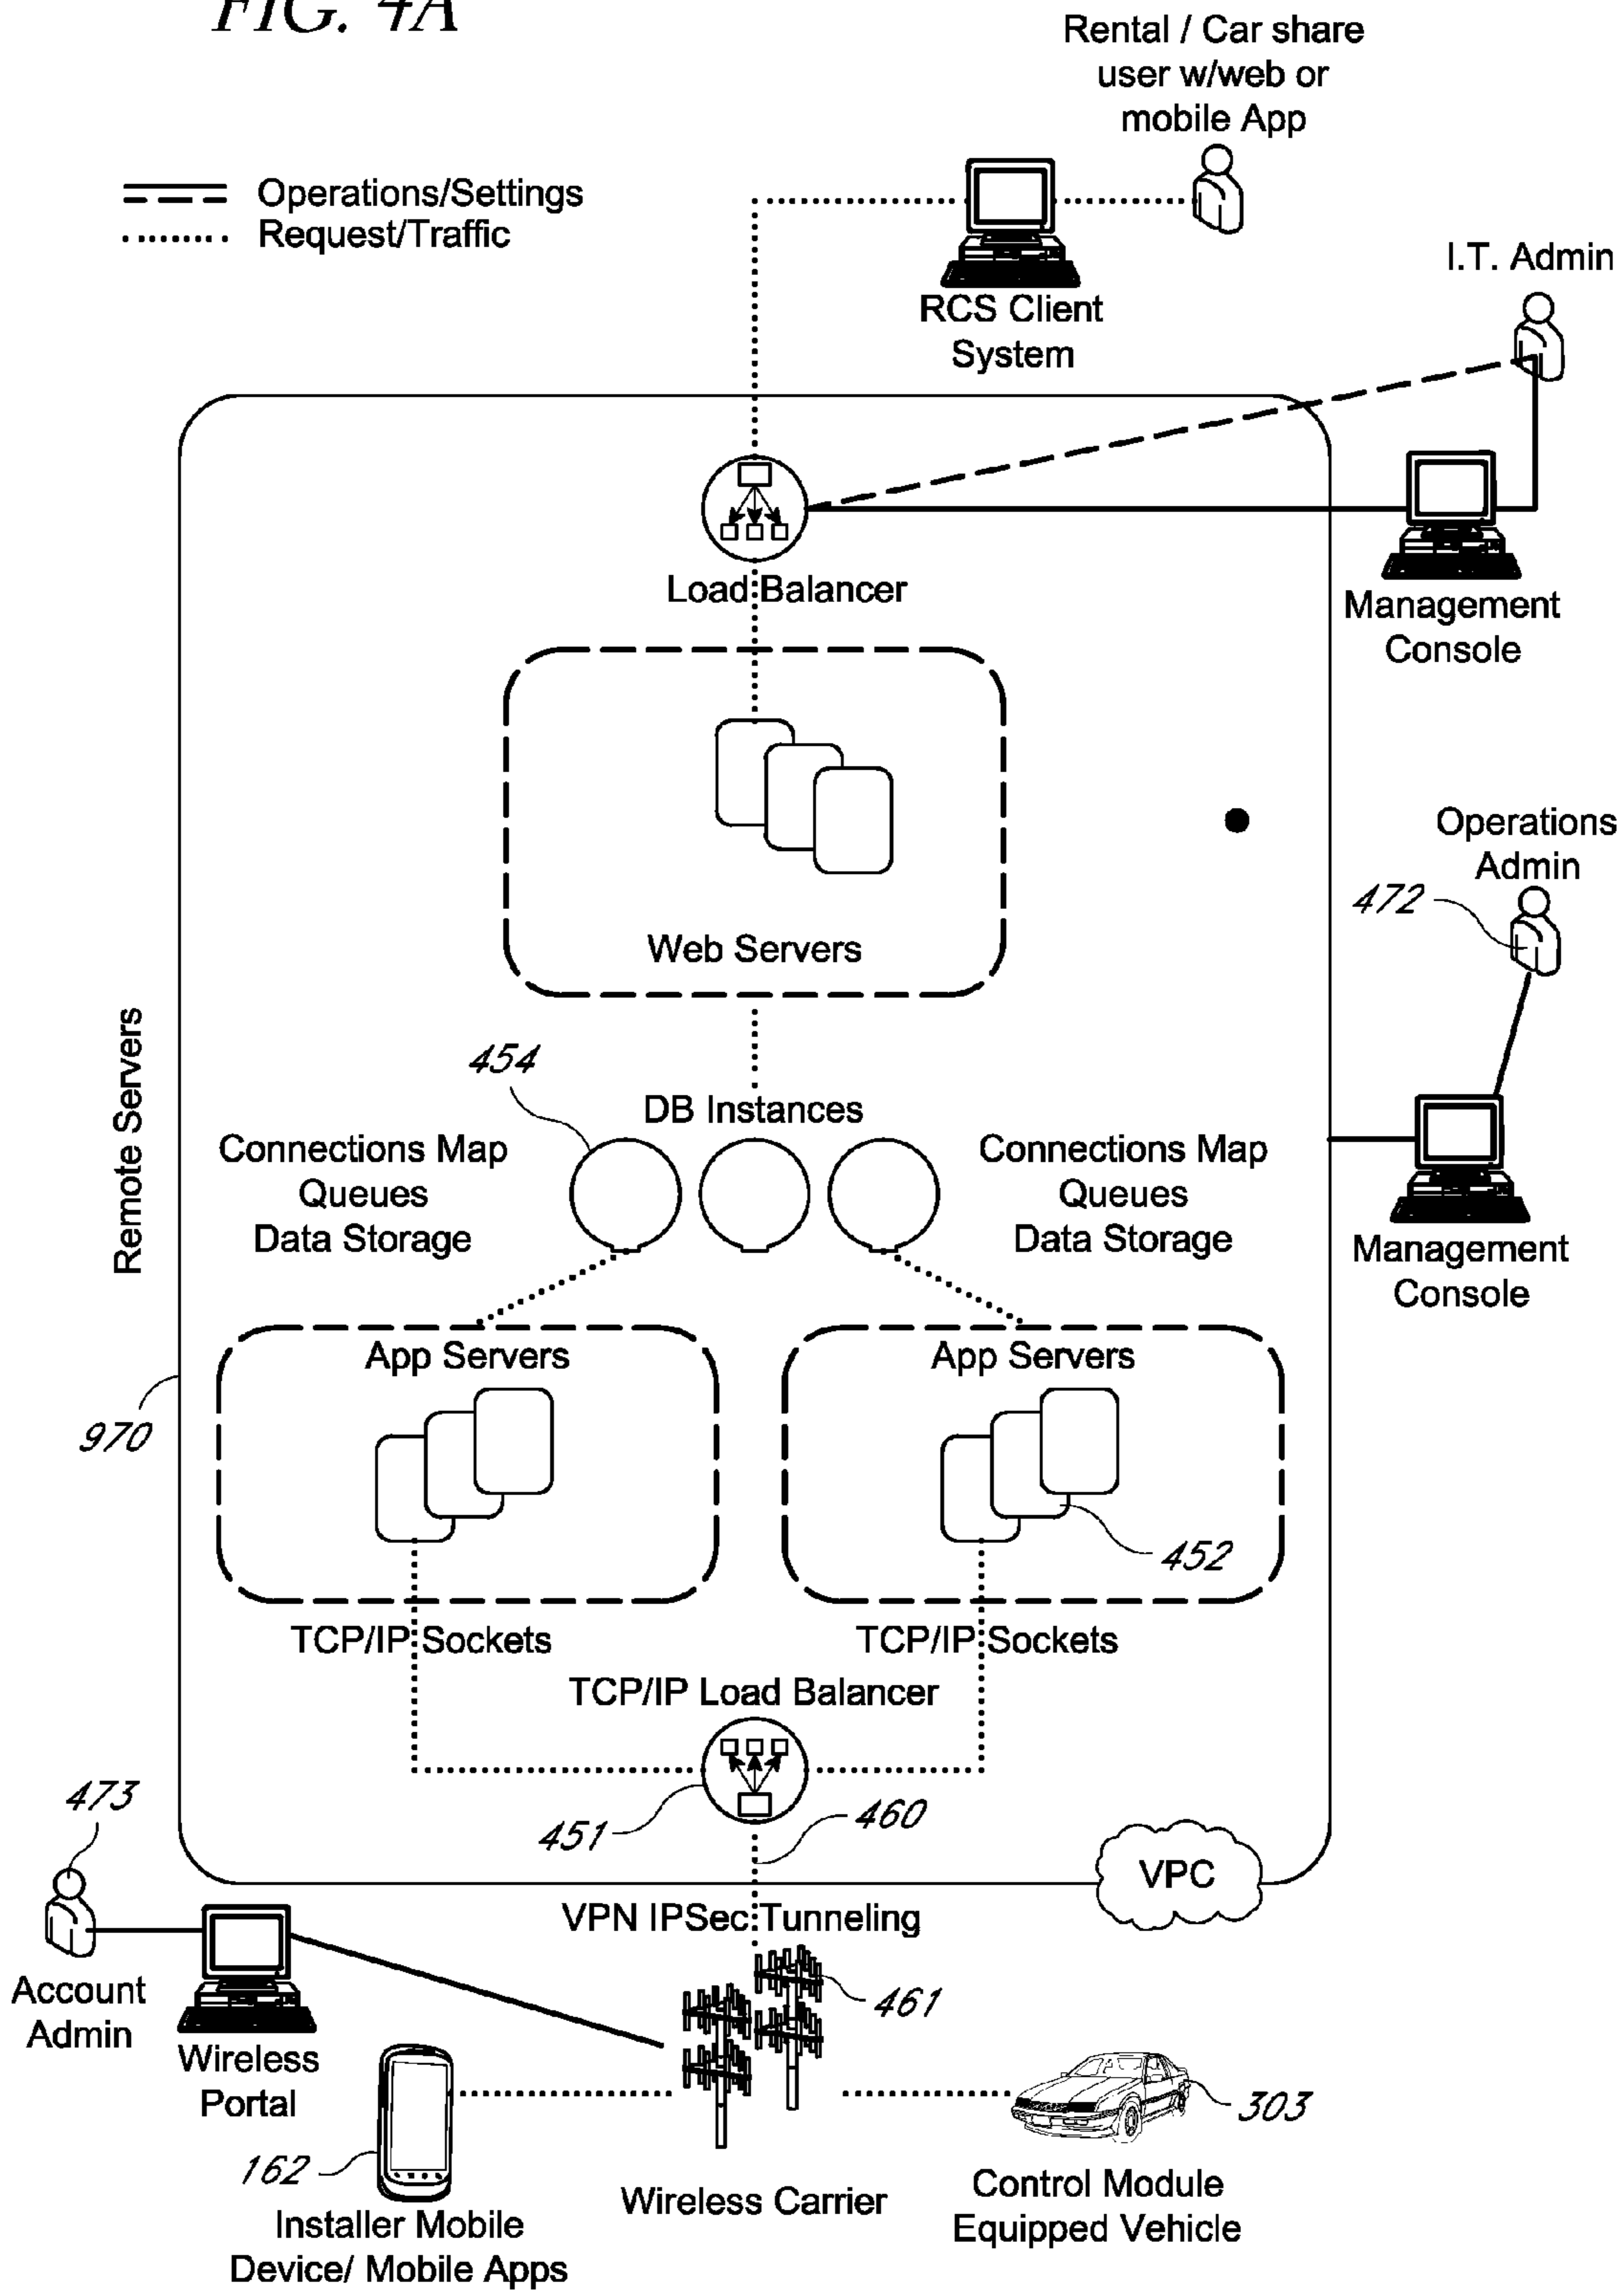 FIG. 4A
Rental / Car share
user w/web or
mobile App
Operations/Settings
Request/Traffic
I.T. Admin
RCS Client
System
Load Balancer
Management
Console
Operations
Admin
472
Web Servers
Remote Servers
454
DB Instances
Connections Map
Queues
Data Storage
Connections Map
Queues
Data Storage
Management
Console
App Servers
App Servers
970
452
TCP/IP Sockets
TCP/IP Sockets
TCP/IP Load Balancer
473
451
460
VPC
VPN IPSec Tunneling
Account
Admin
461
Wireless
Portal
303
162
Wireless Carrier
Control Module
Equipped Vehicle
Installer Mobile
Device/ Mobile Apps